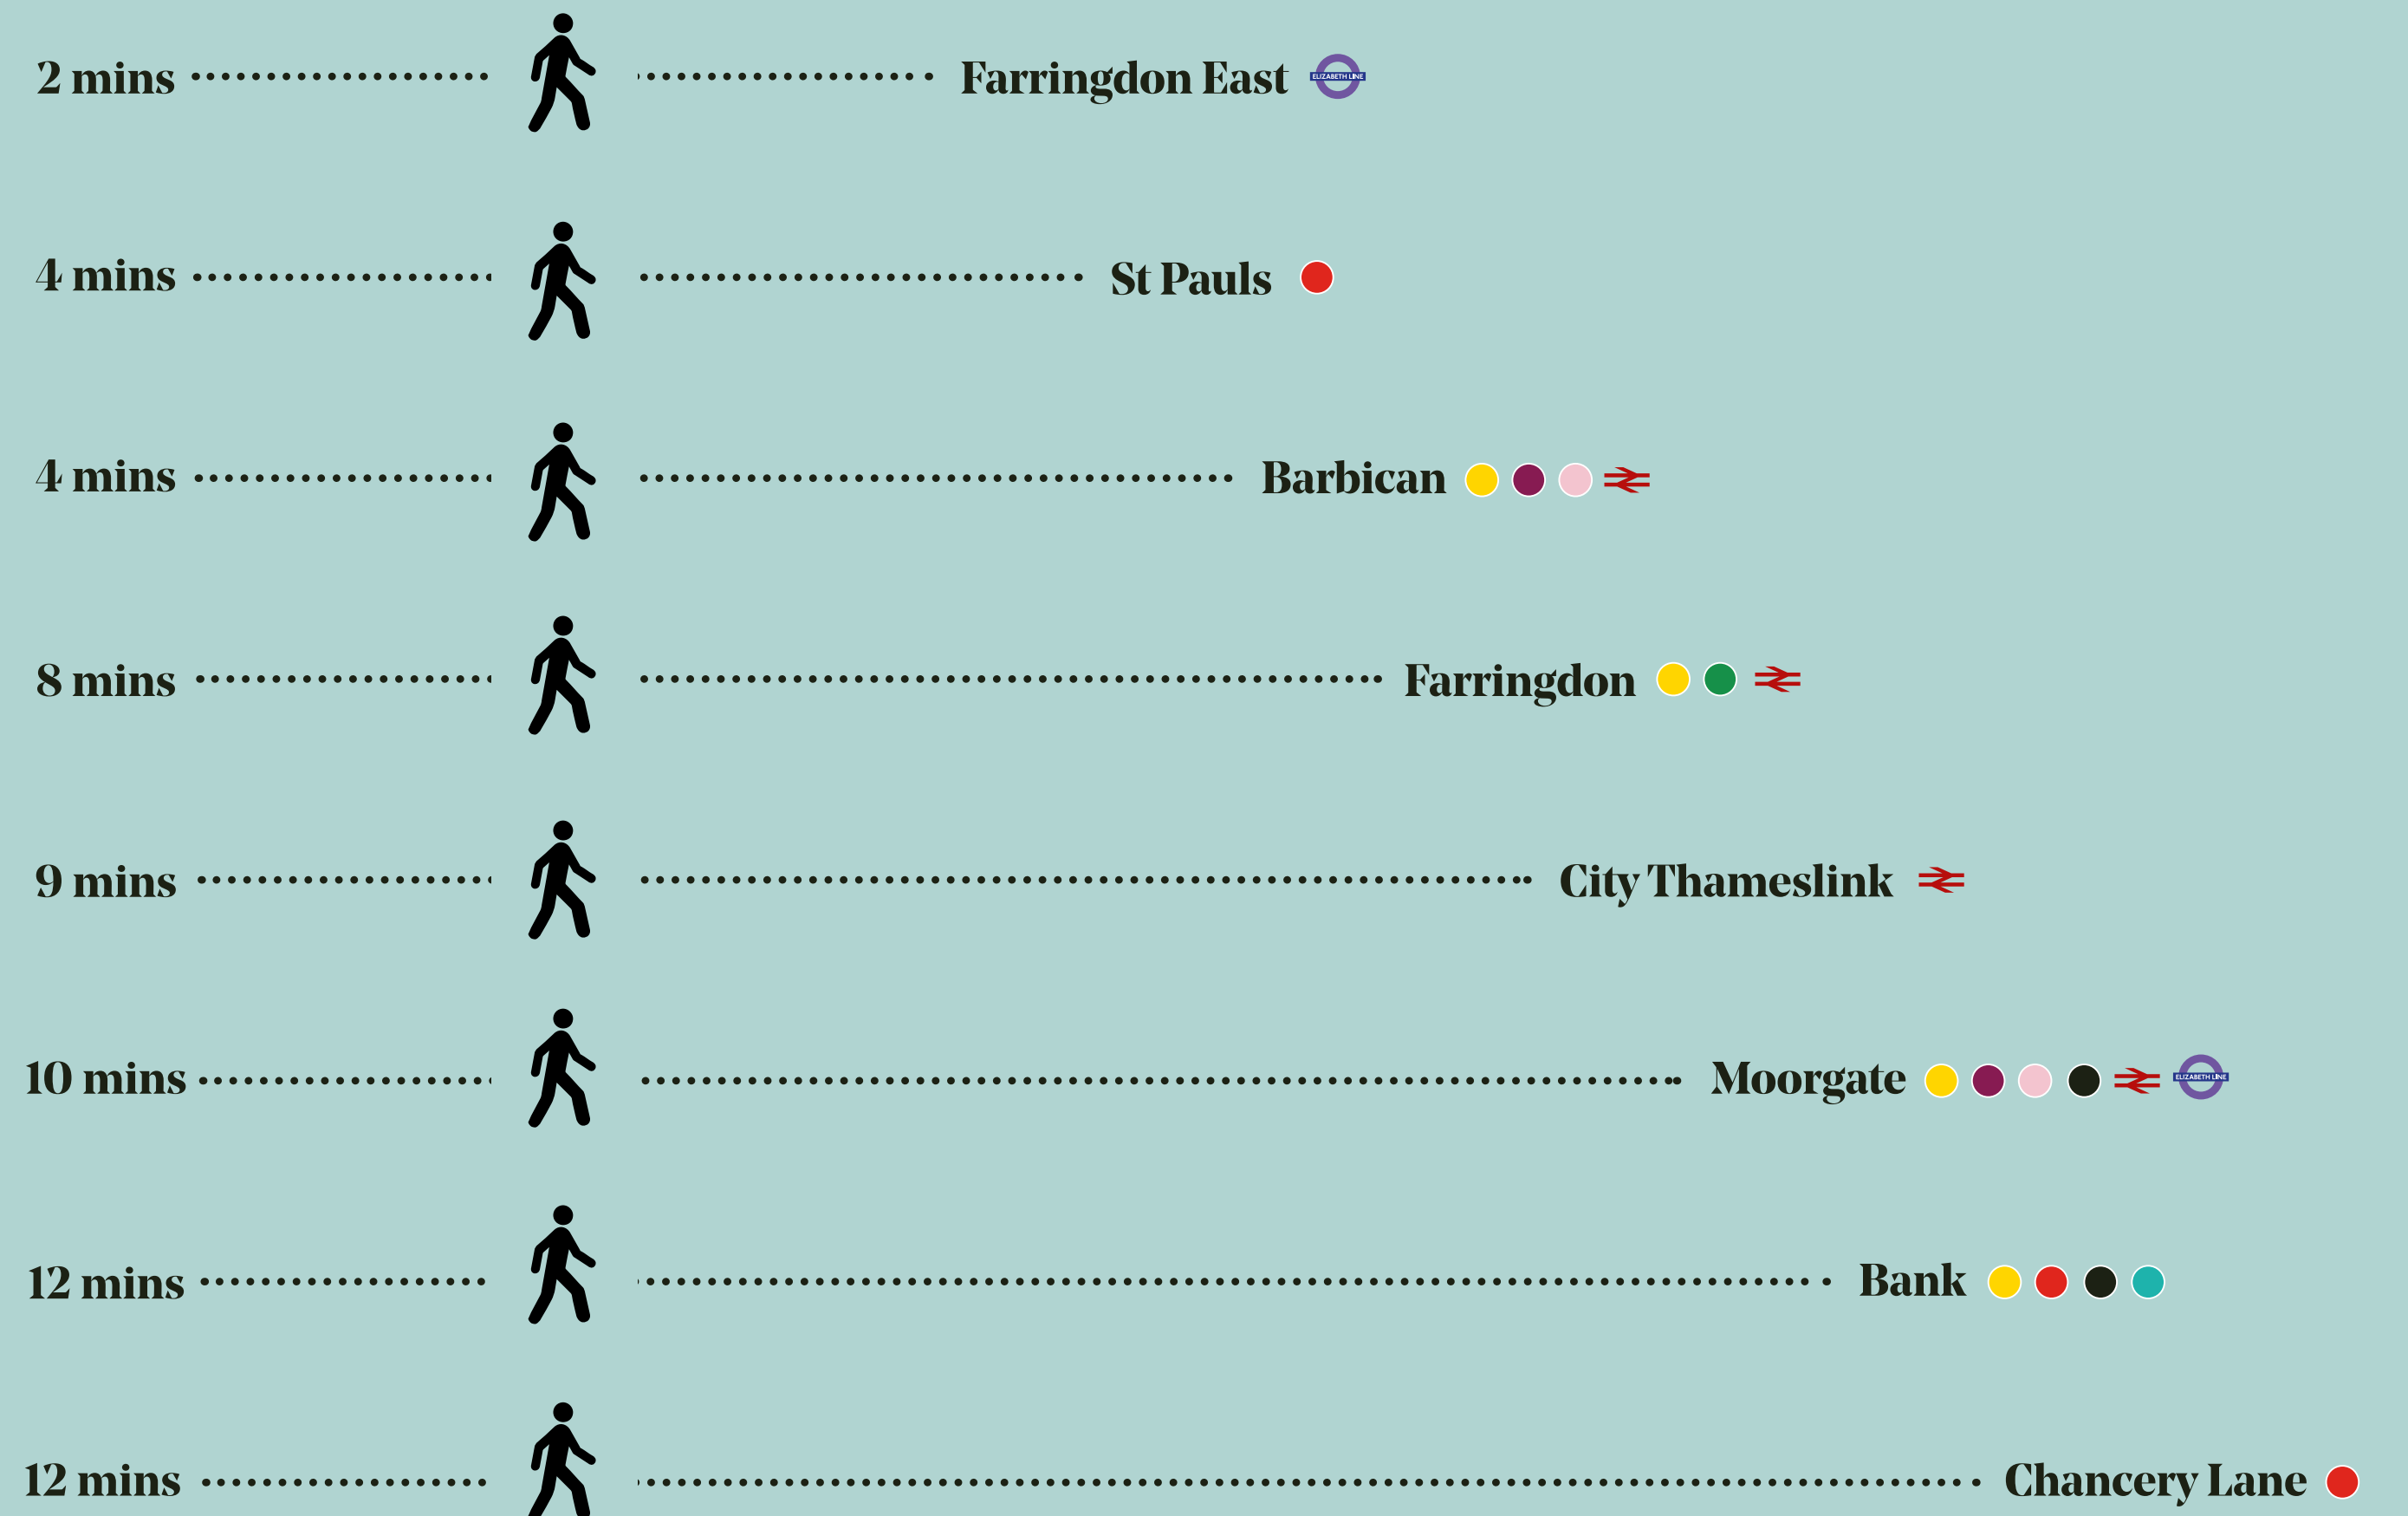 2 mins Farringdon East ELIZABETH LINE
4 mins St Pauls
4 mins Barbican
8 mins Farringdon
9 mins City Thameslink
10 mins Moorgate ELIZABETH LINE
12 mins Bank
12 mins Chancery Lane